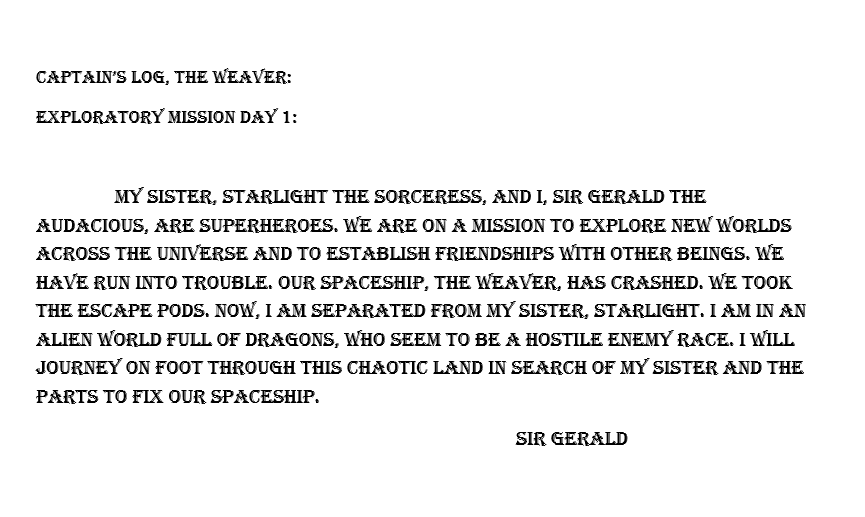 CAPTAIN'S LOG, THE WEAVER:
EXPLORATORY MISSION DAY 1:
MY SISTER, STARLIGHT THE SORCERESS, AND I, SIR GERALD THE
AUDACIOUS, ARE SUPERHEROES. WE ARE ON A MISSION TO EXPLORE NEW WORLDS
ACROSS THE UNIVERSE AND TO ESTABLISH FRIENDSHIPS WITH OTHER BEINGS. WE
HAVE RUN INTO TROUBLE. OUR SPACESHIP, THE WEAVER, HAS CRASHED. WE TOOK
THE ESCAPE PODS. NOW, I AM SEPARATED FROM MY SISTER, STARLIGHT. I AM IN AN
ALIEN WORLD FULL OF DRAGONS, WHO SEEM TO BE A HOSTILE ENEMY RACE. I WILL
JOURNEY ON FOOT THROUGH THIS CHAOTIC LAND IN SEARCH OF MY SISTER AND THE
PARTS TO FIX OUR SPACESHIP.
SIR GERALD